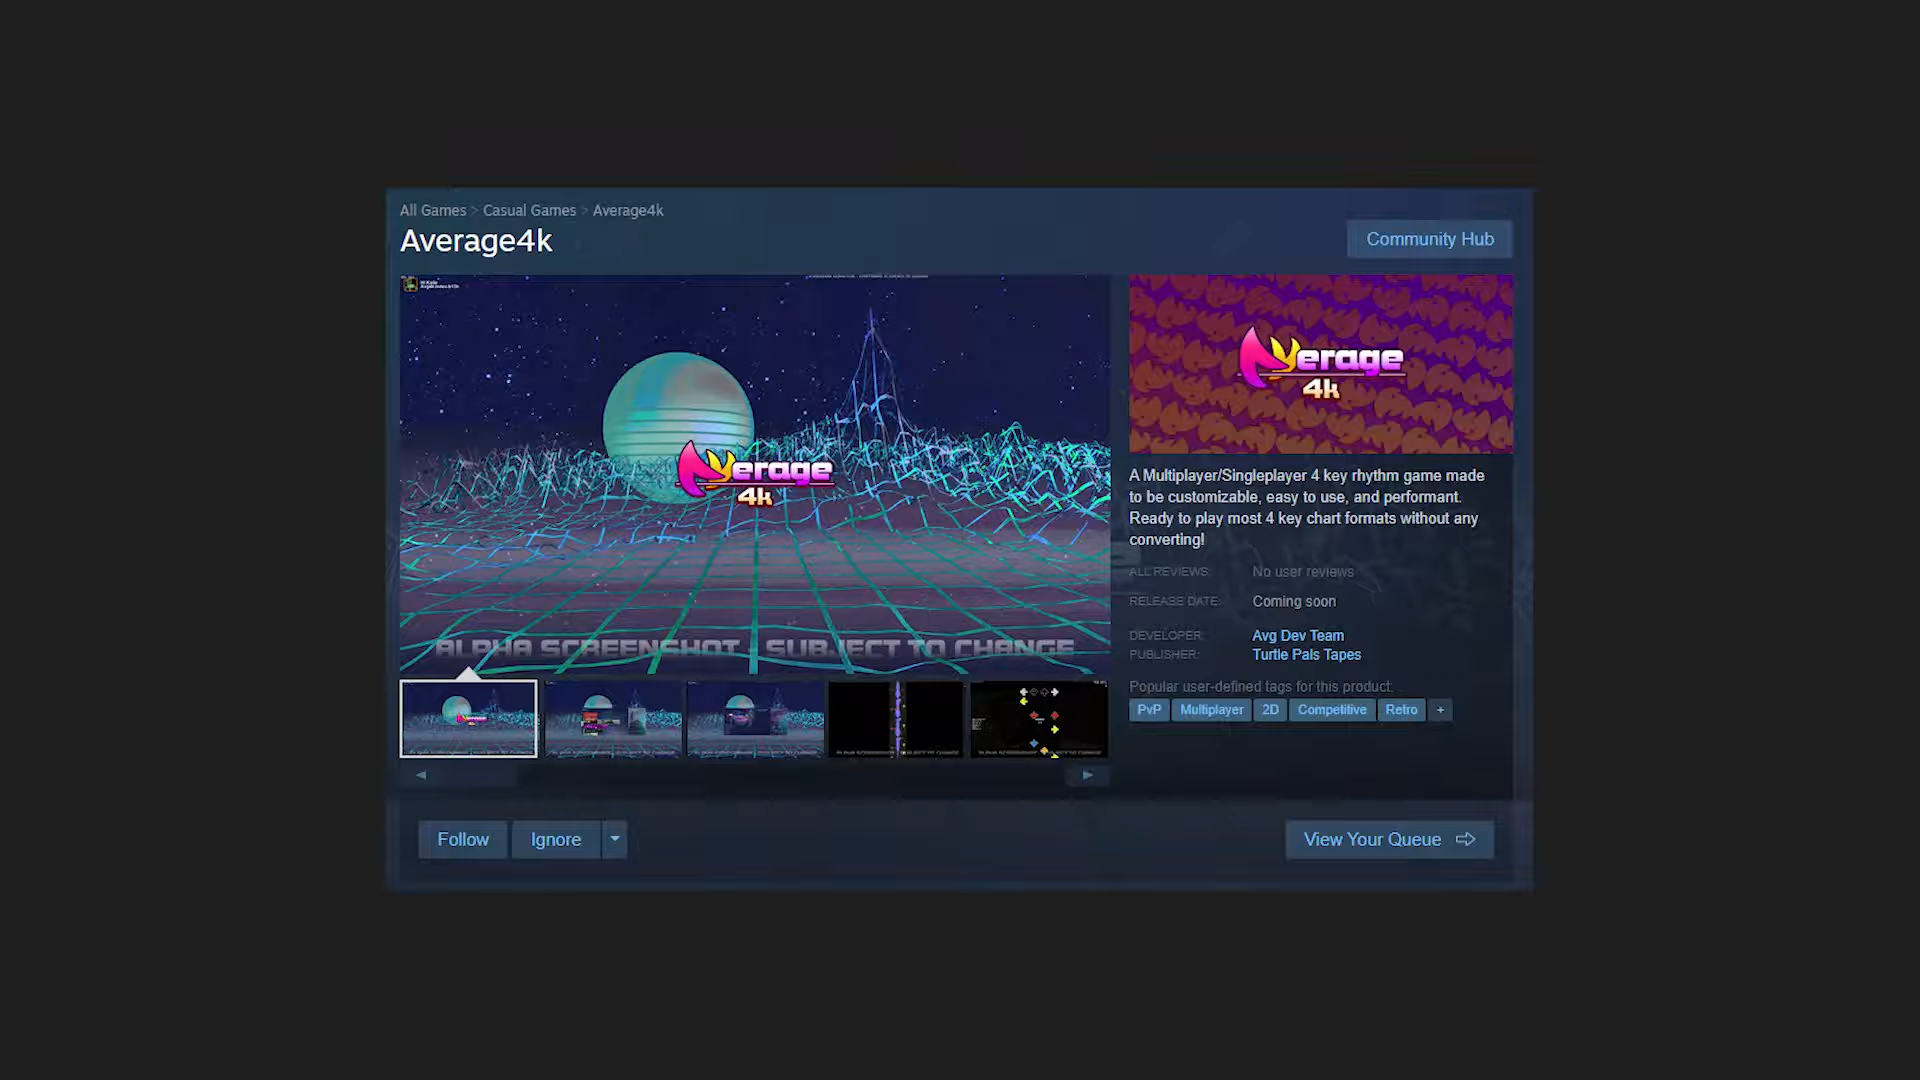 All Games > Casual Games > Average4k
Average4k
Community Hub
Average
4k
ALPHA SCREENSHOT - SUBJECT TO CHANGE
Average
4k
A Multiplayer/Singleplayer 4 key rhythm game made
to be customizable, easy to use, and performant.
Ready to play most 4 key chart formats without any
converting!
ALL REVIEWS: No user reviews
RELEASE DATE: Coming soon
DEVELOPER: Avg Dev Team
PUBLISHER: Turtle Pals Tapes
Popular user-defined tags for this product:
PvP Multiplayer 2D Competitive Retro +
Follow Ignore
View Your Queue